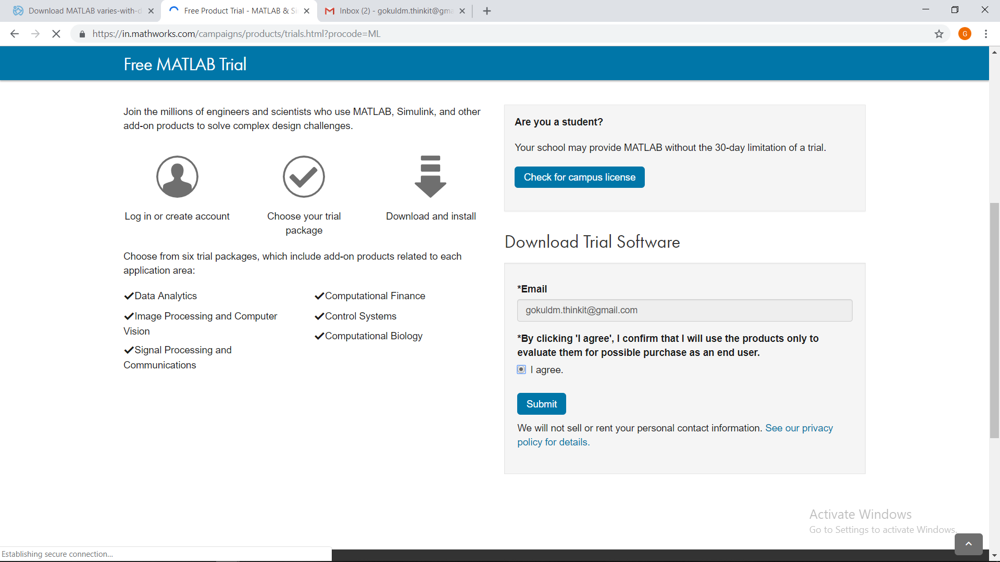 Download MATLAB varies-with-d
Free Product Trial - MATLAB & Si
Inbox (2) - gokuldm.thinkit@gma
https://in.mathworks.com/campaigns/products/trials.html?procode=ML
G
Free MATLAB Trial
Join the millions of engineers and scientists who use MATLAB, Simulink, and other
add-on products to solve complex design challenges.
Log in or create account
Choose your trial
package
Download and install
Choose from six trial packages, which include add-on products related to each
application area:
Data Analytics
Image Processing and Computer
Vision
Signal Processing and
Communications
Computational Finance
Control Systems
Computational Biology
Are you a student?
Your school may provide MATLAB without the 30-day limitation of a trial.
Check for campus license
Download Trial Software
*Email
gokuldm.thinkit@gmail.com
*By clicking 'I agree', I confirm that I will use the products only to
evaluate them for possible purchase as an end user.
I agree.
Submit
We will not sell or rent your personal contact information. See our privacy
policy for details.
Activate Windows
Go to Settings to activate Windows.
Establishing secure connection...